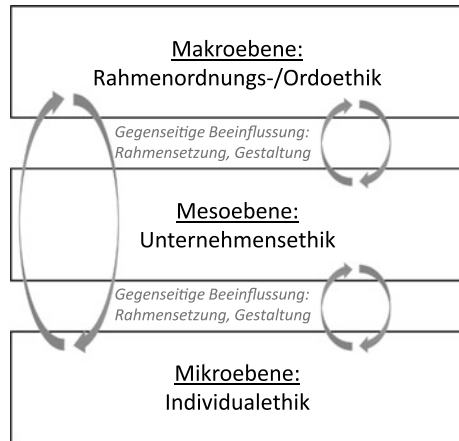 Makroebene:
Rahmenordnungs-/Ordoethik
Gegenseitige Beeinflussung:
Rahmensetzung, Gestaltung
Mesoebene:
Unternehmensethik
Gegenseitige Beeinflussung:
Rahmensetzung, Gestaltung
Mikroebene:
Individualethik